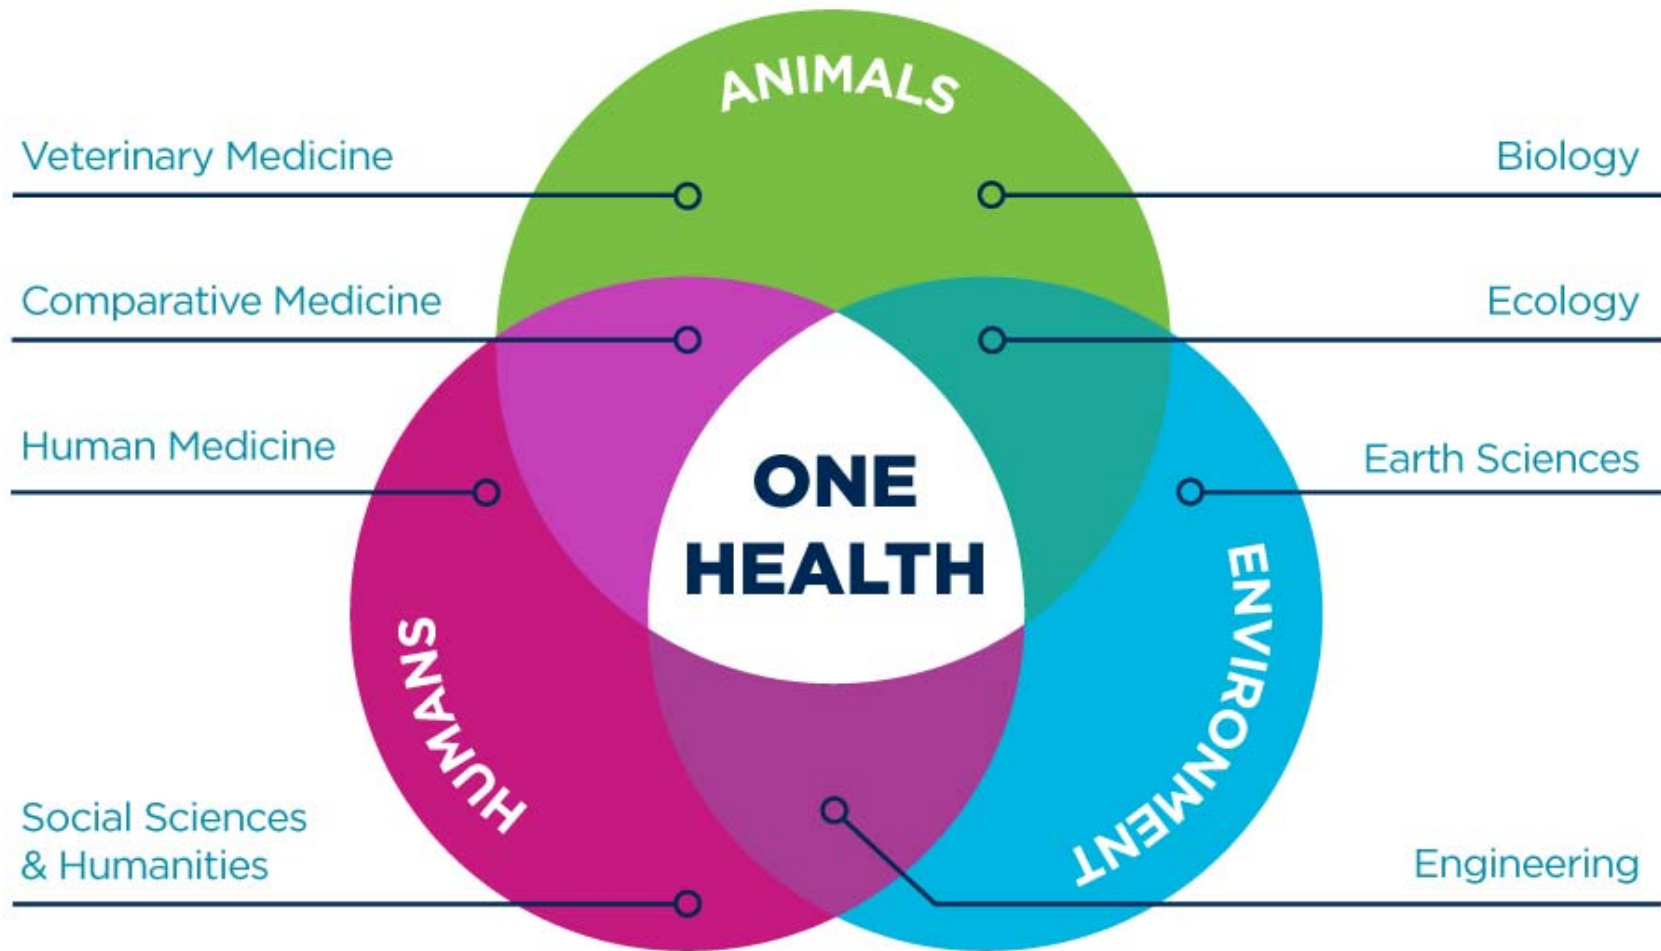 ANIMALS
Veterinary Medicine
Biology
Comparative Medicine
Ecology
Human Medicine
Earth Sciences
ONE
HEALTH
HUMANS
ENVIRONMENT
Social Sciences
& Humanities
Engineering